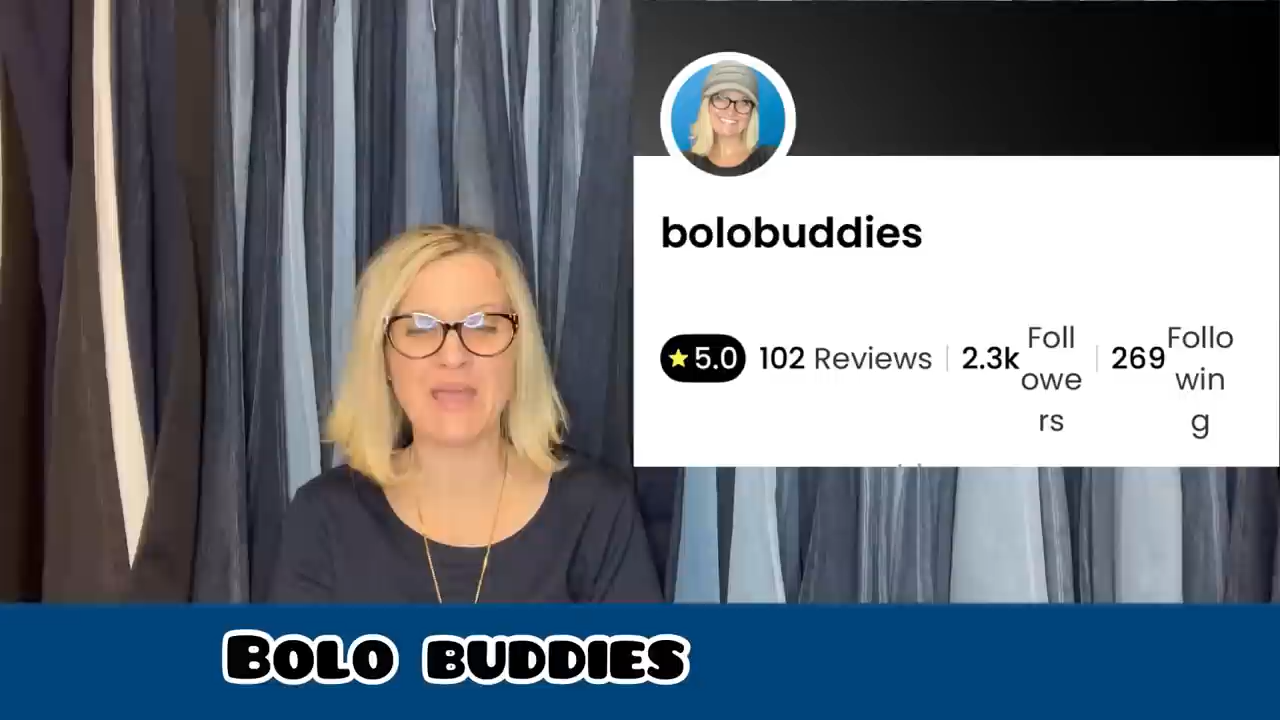 bolobuddies
5.0 102 Reviews 2.3k Foll
owe
rs 269 Follo
win
g
Bolo buddies